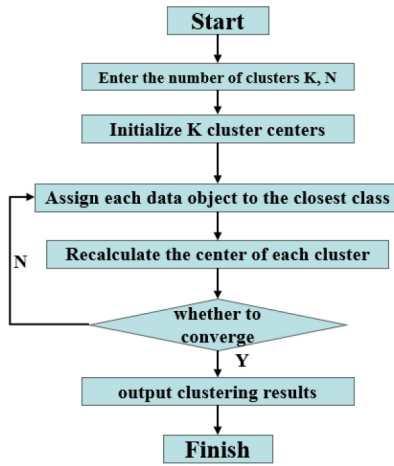 Start
Enter the number of clusters K, N
Initialize K cluster centers
Assign each data object to the closest class
Recalculate the center of each cluster
N
whether to
converge
Y
output clustering results
Finish